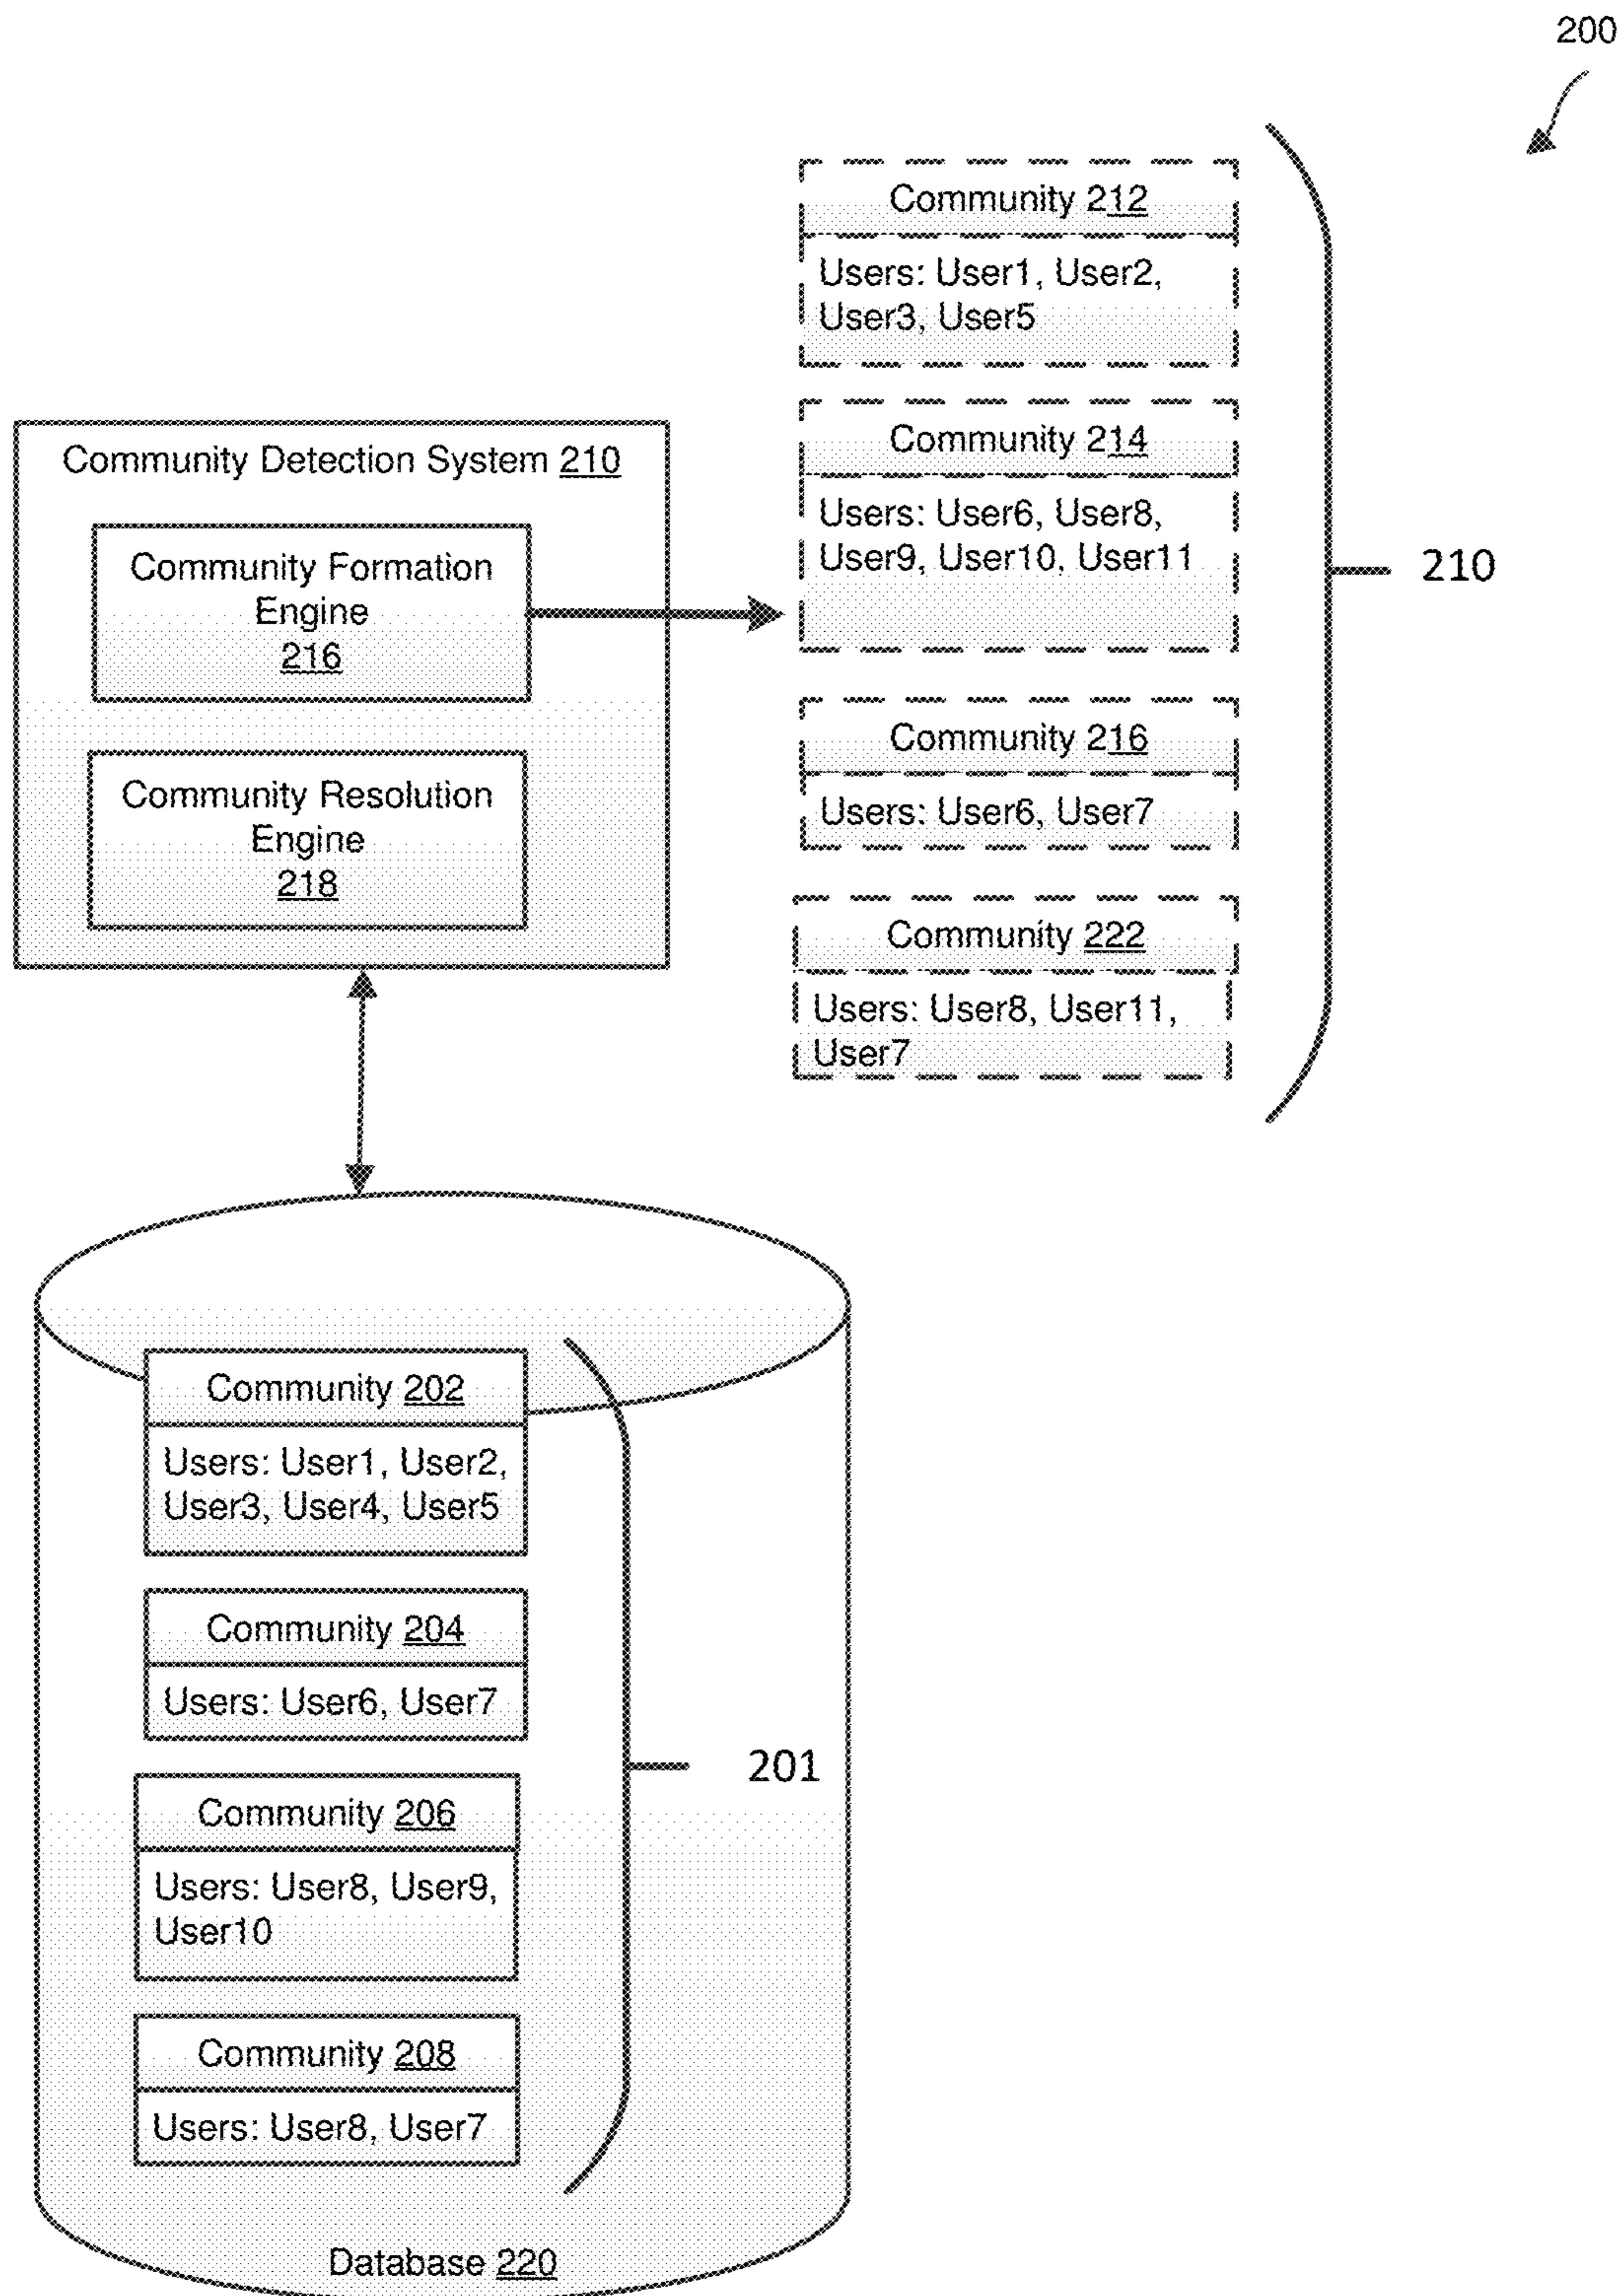 200
Community 212
Users: User1, User2,
User3, User5
Community 214
Users: User6, User8,
User9, User10, User11
210
Community 216
Users: User6, User7
Community 222
Users: User8, User11,
User7
Community Detection System 210
Community Formation
Engine
216
Community Resolution
Engine
218
Community 202
Users: User1, User2,
User3, User4, User5
Community 204
Users: User6, User7
201
Community 206
Users: User8, User9,
User10
Community 208
Users: User8, User7
Database 220